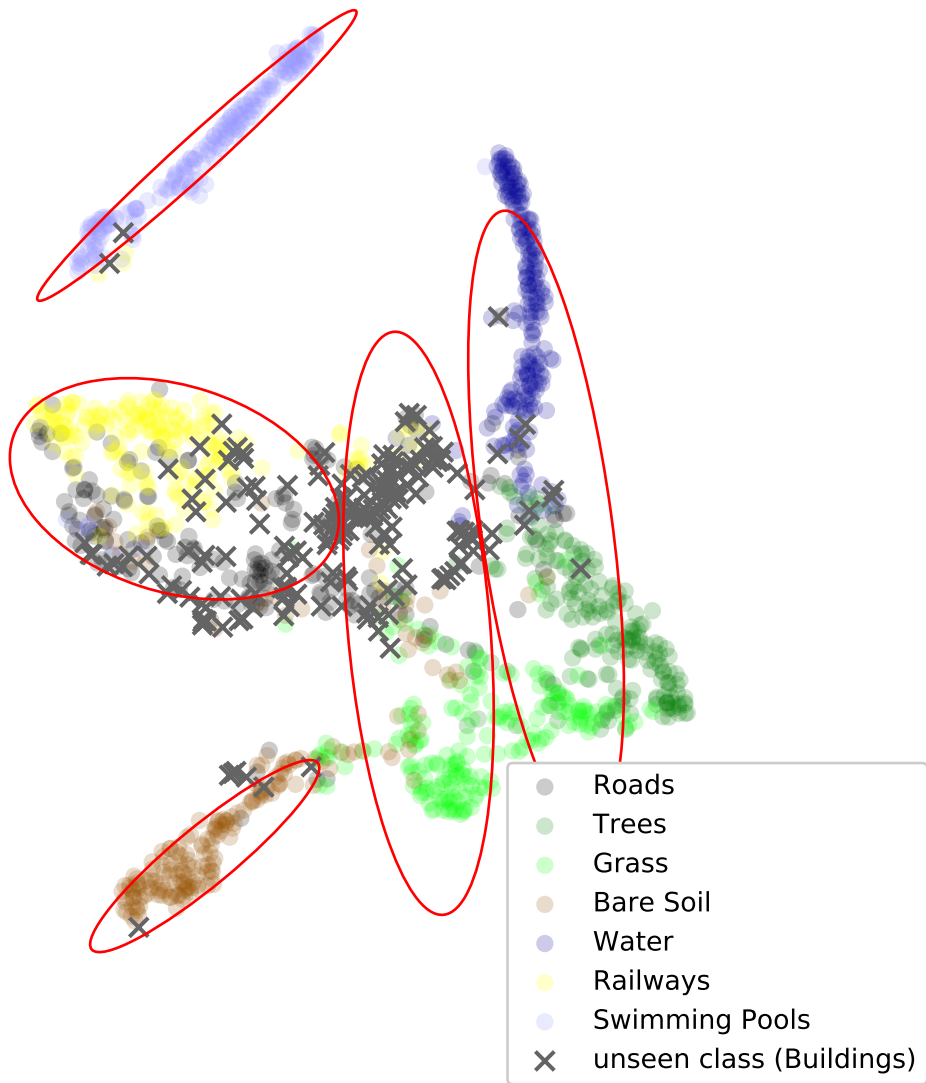 Roads
Trees
Grass
Bare Soil
Water
Railways
Swimming Pools
unseen class (Buildings)